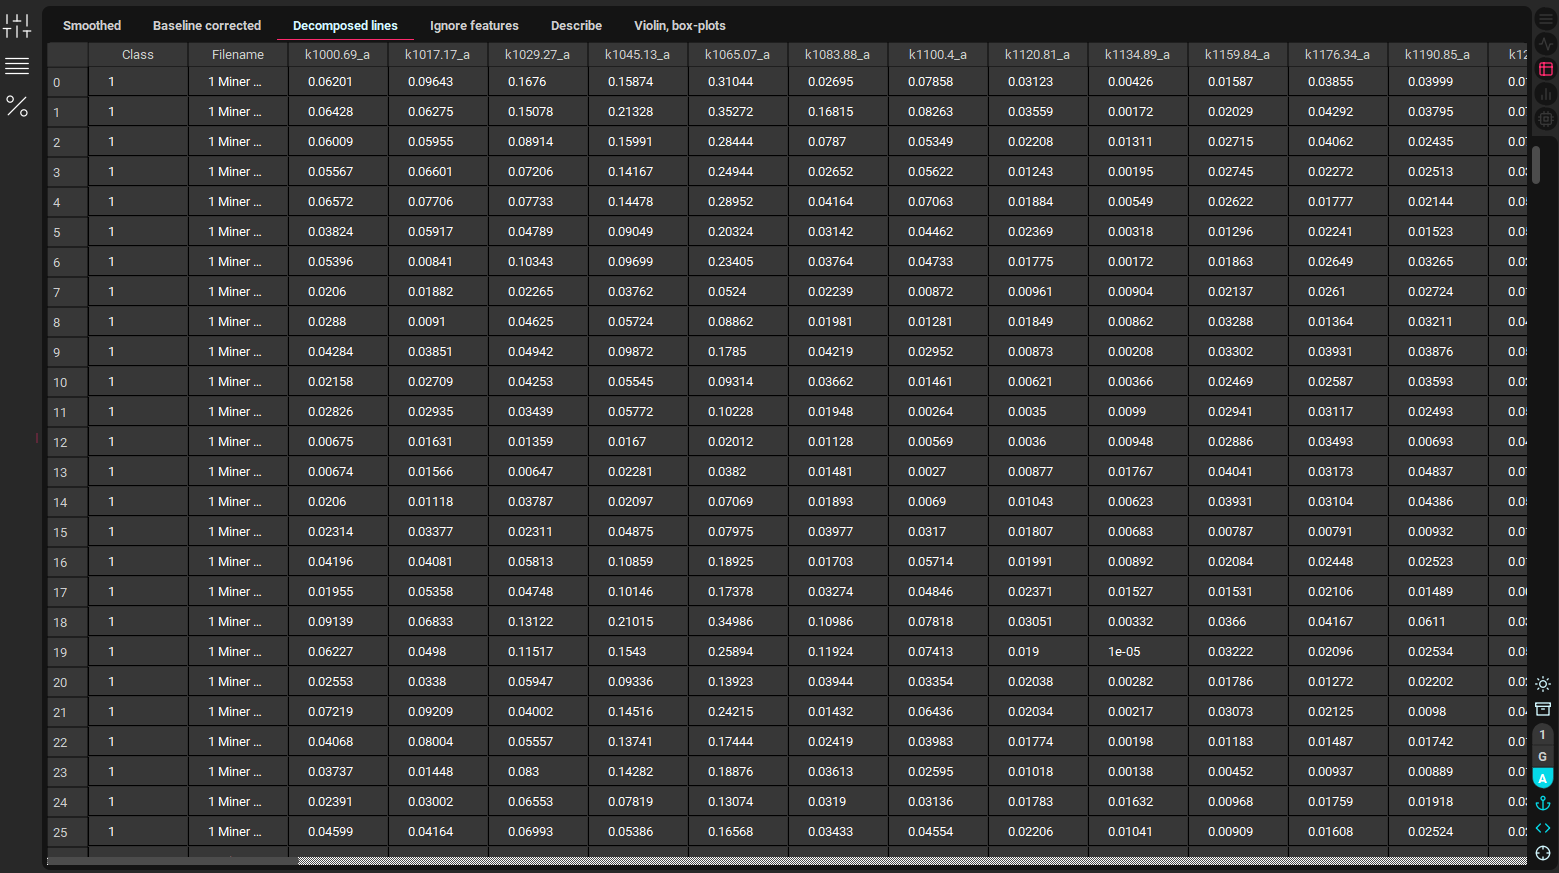 Smoothed Baseline corrected Decomposed lines Ignore features Describe Violin, box-plots
Class Filename k1000.69_a k1017.17_a k1029.27_a k1045.13_a k1065.07_a k1083.88_a k1100.4_a k1120.81_a k1134.89_a k1159.84_a k1176.34_a k1190.85_a k12
0 1 1 Miner ... 0.06201 0.09643 0.1676 0.15874 0.31044 0.02695 0.07858 0.03123 0.00426 0.01587 0.03855 0.03999 0.0
1 1 1 Miner ... 0.06428 0.06275 0.15078 0.21328 0.35272 0.16815 0.08263 0.03559 0.00172 0.02029 0.04292 0.03795 0.0
2 1 1 Miner ... 0.06009 0.05955 0.08914 0.15991 0.28444 0.0787 0.05349 0.02208 0.01311 0.02715 0.04062 0.02435 0.0
3 1 1 Miner ... 0.05567 0.06601 0.07206 0.14167 0.24944 0.02652 0.05622 0.01243 0.00195 0.02745 0.02272 0.02513 0.0
4 1 1 Miner ... 0.06572 0.07706 0.07733 0.14478 0.28952 0.04164 0.07063 0.01884 0.00549 0.02622 0.01777 0.02144 0.0
5 1 1 Miner ... 0.03824 0.05917 0.04789 0.09049 0.20324 0.03142 0.04462 0.02369 0.00318 0.01296 0.02241 0.01523 0.0
6 1 1 Miner ... 0.05396 0.00841 0.10343 0.09699 0.23405 0.03764 0.04733 0.01775 0.00172 0.01863 0.02649 0.03265 0.0
7 1 1 Miner ... 0.0206 0.01882 0.02265 0.03762 0.0524 0.02239 0.00872 0.00961 0.00904 0.02137 0.0261 0.02724 0.0
8 1 1 Miner ... 0.0288 0.0091 0.04625 0.05724 0.08862 0.01981 0.01281 0.01849 0.00862 0.03288 0.01364 0.03211 0.0
9 1 1 Miner ... 0.04284 0.03851 0.04942 0.09872 0.1785 0.04219 0.02952 0.00873 0.00208 0.03302 0.03931 0.03876 0.0
10 1 1 Miner ... 0.02158 0.02709 0.04253 0.05545 0.09314 0.03662 0.01461 0.00621 0.00366 0.02469 0.02587 0.03593 0.0
11 1 1 Miner ... 0.02826 0.02935 0.03439 0.05772 0.10228 0.01948 0.00264 0.0035 0.0099 0.02941 0.03117 0.02493 0.0
12 1 1 Miner ... 0.00675 0.01631 0.01359 0.0167 0.02012 0.01128 0.00569 0.0036 0.00948 0.02886 0.03493 0.00693 0.0
13 1 1 Miner ... 0.00674 0.01566 0.00647 0.02281 0.0382 0.01481 0.0027 0.00877 0.01767 0.04041 0.03173 0.04837 0.0
14 1 1 Miner ... 0.0206 0.01118 0.03787 0.02097 0.07069 0.01893 0.0069 0.01043 0.00623 0.03931 0.03104 0.04386 0.0
15 1 1 Miner ... 0.02314 0.03377 0.02311 0.04875 0.07975 0.03977 0.0317 0.01807 0.00683 0.00787 0.00791 0.00932 0.0
16 1 1 Miner ... 0.04196 0.04081 0.05813 0.10859 0.18925 0.01703 0.05714 0.01991 0.00892 0.02084 0.02448 0.02523 0.0
17 1 1 Miner ... 0.01955 0.05358 0.04748 0.10146 0.17378 0.03274 0.04846 0.02371 0.01527 0.01531 0.02106 0.01489 0.0
18 1 1 Miner ... 0.09139 0.06833 0.13122 0.21015 0.34986 0.10986 0.07818 0.03051 0.00332 0.0366 0.04167 0.0611 0.0
19 1 1 Miner ... 0.06227 0.0498 0.11517 0.1543 0.25894 0.11924 0.07413 0.019 1e-05 0.03222 0.02096 0.02534 0.0
20 1 1 Miner ... 0.02553 0.0338 0.05947 0.09336 0.13923 0.03944 0.03354 0.02038 0.00282 0.01786 0.01272 0.02202 0.0
21 1 1 Miner ... 0.07219 0.09209 0.04002 0.14516 0.24215 0.01432 0.06436 0.02034 0.00217 0.03073 0.02125 0.0098 0.0
22 1 1 Miner ... 0.04068 0.08004 0.05557 0.13741 0.17444 0.02419 0.03983 0.01774 0.00198 0.01183 0.01487 0.01742 0.0
23 1 1 Miner ... 0.03737 0.01448 0.083 0.14282 0.18876 0.03613 0.02595 0.01018 0.00138 0.00452 0.00937 0.00889 0.0
24 1 1 Miner ... 0.02391 0.03002 0.06553 0.07819 0.13074 0.0319 0.03136 0.01783 0.01632 0.00968 0.01759 0.01918 0.0
25 1 1 Miner ... 0.04599 0.04164 0.06993 0.05386 0.16568 0.03433 0.04554 0.02206 0.01041 0.00909 0.01608 0.02524 0.0
1
G
A